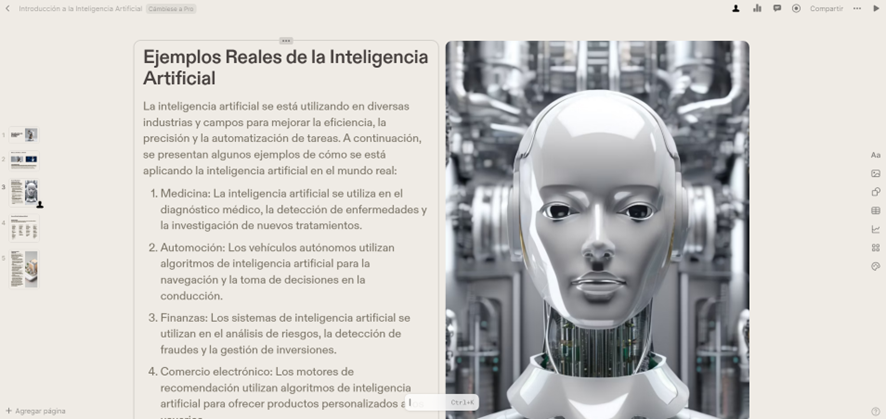 Introducción a la Inteligencia Artificial
Cámbiese a Pro
Compartir
Ejemplos Reales de la Inteligencia
Artificial
La inteligencia artificial se está utilizando en diversas
industrias y campos para mejorar la eficiencia, la
precisión y la automatización de tareas. A continuación,
se presentan algunos ejemplos de cómo se está
aplicando la inteligencia artificial en el mundo real:
1. Medicina: La inteligencia artificial se utiliza en el
diagnóstico médico, la detección de enfermedades y
la investigación de nuevos tratamientos.
2. Automoción: Los vehículos autónomos utilizan
algoritmos de inteligencia artificial para la
navegación y la toma de decisiones en la
conducción.
3. Finanzas: Los sistemas de inteligencia artificial se
utilizan en el análisis de riesgos, la detección de
fraudes y la gestión de inversiones.
4. Comercio electrónico: Los motores de
recomendación utilizan algoritmos de inteligencia
artificial para ofrecer productos personalizados a
Ctrl+K
1
2
3
4
5
Aa
+ Agregar página